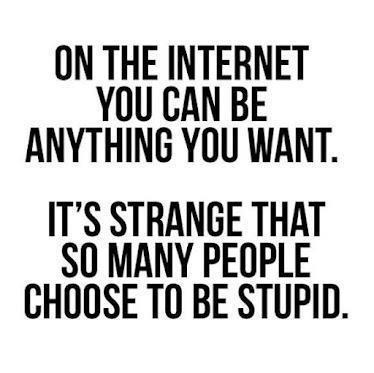 ON THE INTERNET
YOU CAN BE
ANYTHING YOU WANT.
IT'S STRANGE THAT
SO MANY PEOPLE
CHOOSE TO BE STUPID.